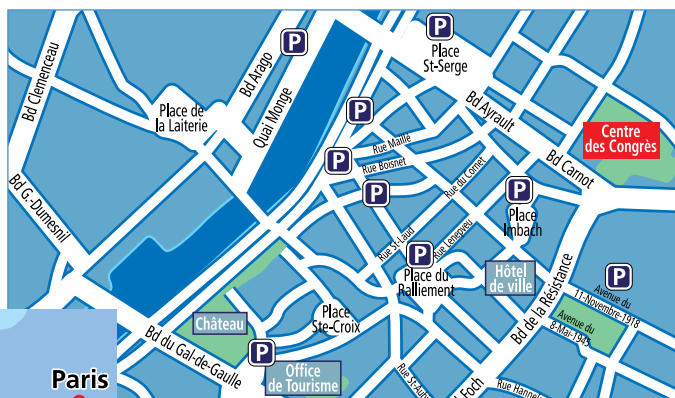 P
P
Place
St-Serge
Bd Clemenceau
Bd Arago
Quai Monge
Place de
la Laiterie
P
Bd Ayrault
Centre
des Congrès
Rue Maillé
P
Rue Boisnet
Bd Carnot
P
Rue du Cornet
P
Place
Imbach
Bd G.-Dumesnil
Rue St-Laud
Rue Lenepveu
P
Place du
Ralliement
Hôtel
de ville
Bd de la Résistance
P
Avenue du
11-Novembre-1918
Avenue du
8-Mai-1945
Château
Place
Ste-Croix
Bd du Gal-de-Gaulle
P
Office
de Tourisme
Paris
Foch